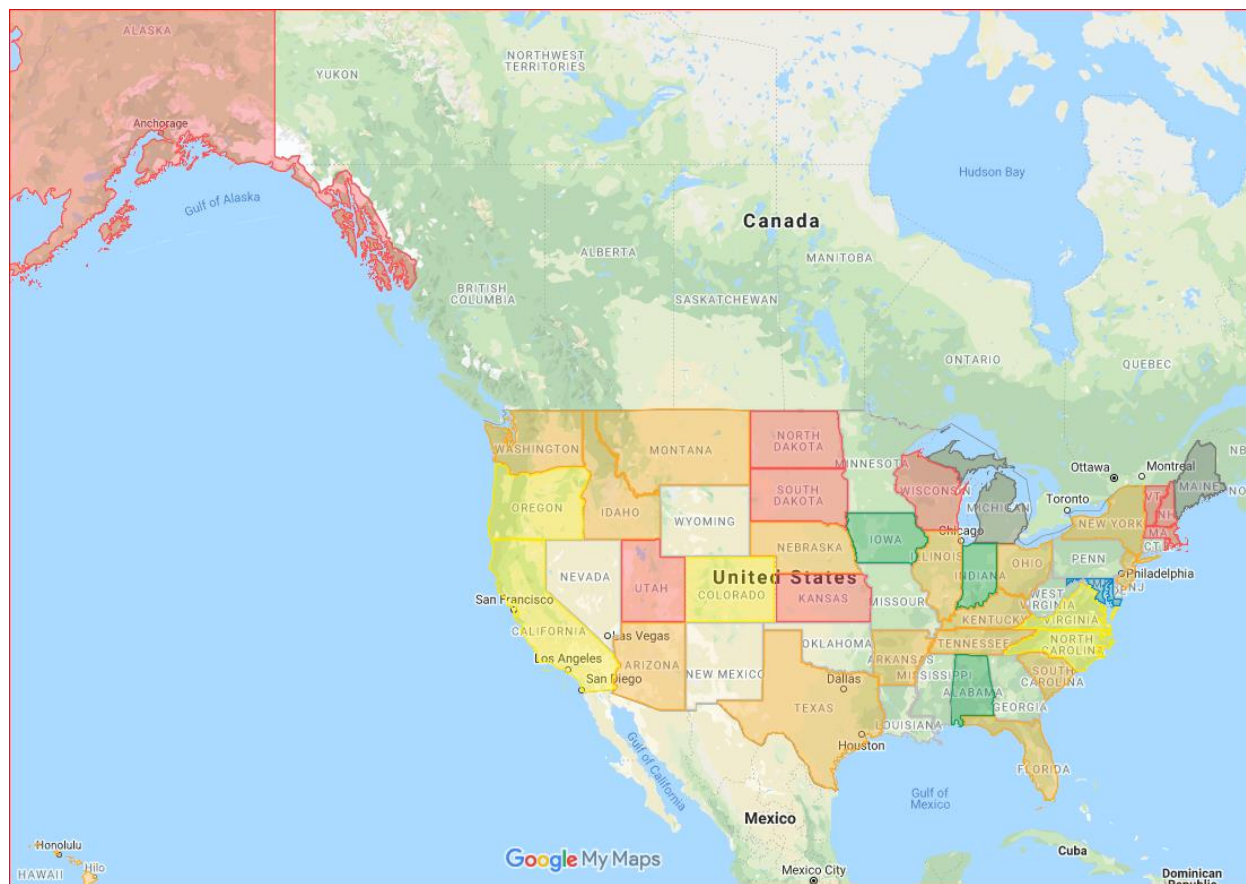 ALASKA
NORTHWEST
TERRITORIES
YUKON
Anchorage
Hudson Bay
Gulf of Alaska
Canada
ALBERTA
MANITOBA
BRITISH
COLUMBIA
SASKATCHEWAN
ONTARIO
QUEBEC
WASHINGTON
MONTANA
NORTH
DAKOTA
MINNESOTA
Ottawa
Montreal
NB
MAINE
NO
SOUTH
DAKOTA
WISCONSIN
MICHIGAN
Toronto
VT
NH
OREGON
IDAHO
WYOMING
NEW YORK
MA
CT
IOWA
Chicago
NEBRASKA
ILLINOIS
INDIANA
OHIO
PENN
Philadelphia
NJ
NEVADA
UTAH
United States
COLORADO
KANSAS
MISSOUR
WEST
VIRGINIA
MD
San Francisco
CALIFORNIA
Las Vegas
KENTUCKY
VIRGINIA
TENNESSEE
NORTH
CAROLINA
Los Angeles
ARIZONA
NEW MEXICO
OKLAHOMA
ARKANSAS
MISSISSIPPI
SOUTH
CAROLINA
San Diego
Dallas
ALABAMA
GEORGIA
TEXAS
LOUISIANA
Houston
FLORIDA
Gulf of California
Gulf of
Mexico
Mexico
Honolulu
Hilo
HAWAII
Google My Maps
Cuba
Mexico City
Dominican
Republic